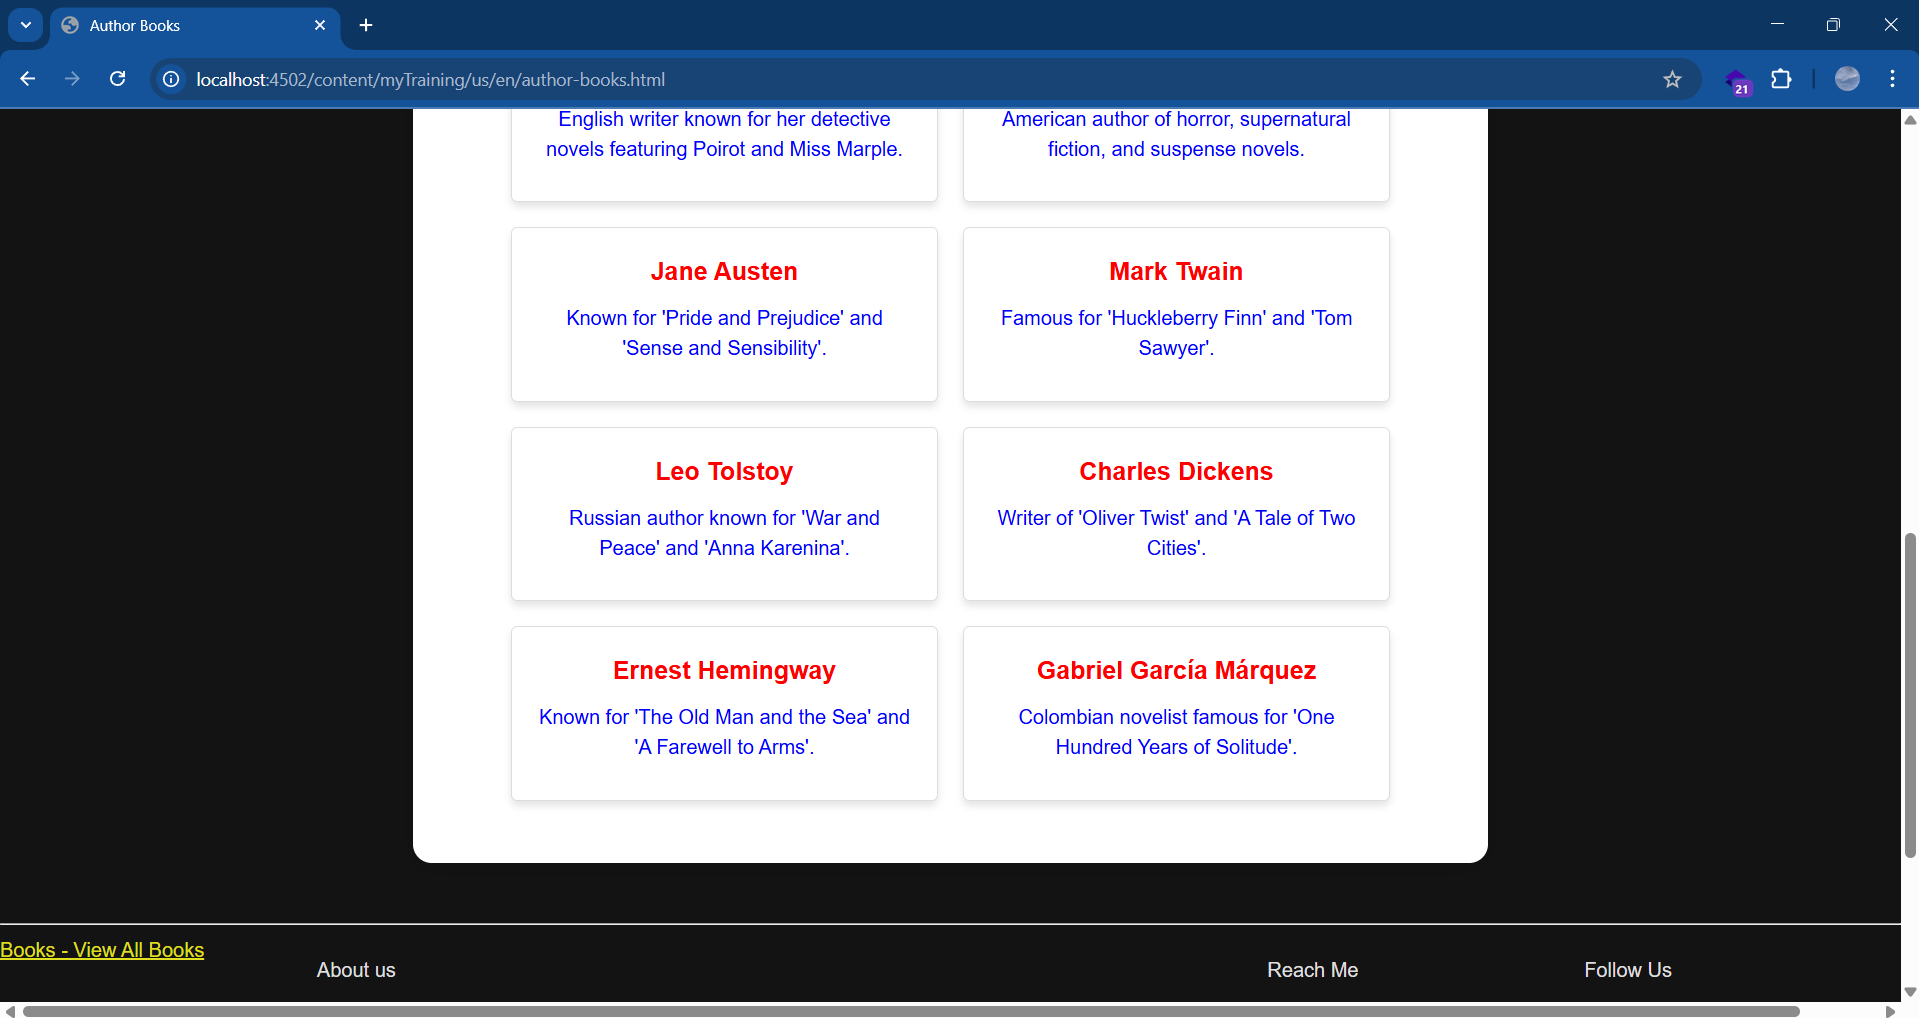 Author Books
localhost:4502/content/myTraining/us/en/author-books.html
21
English writer known for her detective
novels featuring Poirot and Miss Marple.
American author of horror, supernatural
fiction, and suspense novels.
Jane Austen
Known for 'Pride and Prejudice' and
'Sense and Sensibility'.
Mark Twain
Famous for 'Huckleberry Finn' and 'Tom
Sawyer'.
Leo Tolstoy
Russian author known for 'War and
Peace' and 'Anna Karenina'.
Charles Dickens
Writer of 'Oliver Twist' and 'A Tale of Two
Cities'.
Ernest Hemingway
Known for 'The Old Man and the Sea' and
'A Farewell to Arms'.
Gabriel García Márquez
Colombian novelist famous for 'One
Hundred Years of Solitude'.
Books - View All Books
About us
Reach Me
Follow Us